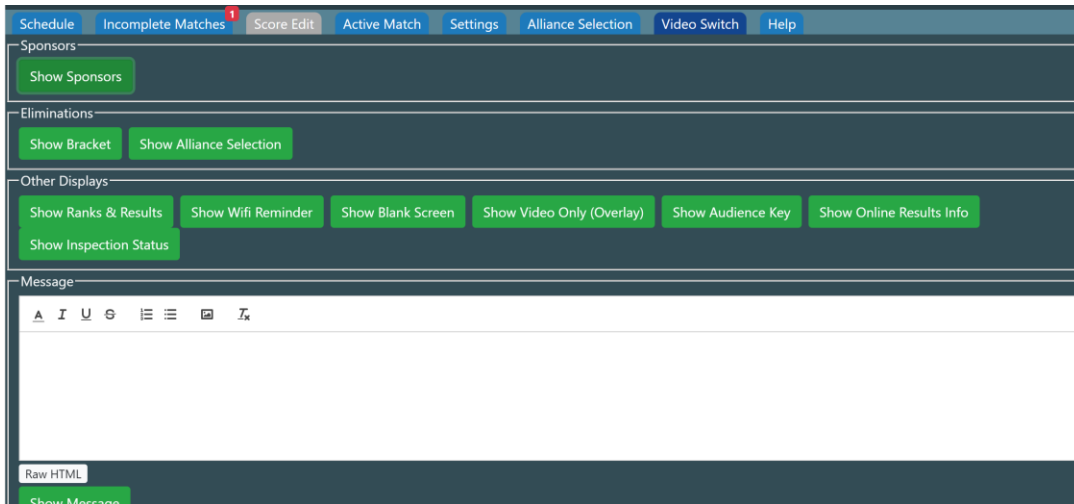 Schedule Incomplete Matches 1 Score Edit Active Match Settings Alliance Selection Video Switch Help
Sponsors
Show Sponsors
Eliminations
Show Bracket Show Alliance Selection
Other Displays
Show Ranks & Results Show Wifi Reminder Show Blank Screen Show Video Only (Overlay) Show Audience Key Show Online Results Info
Show Inspection Status
Message
Raw HTML
Show Message